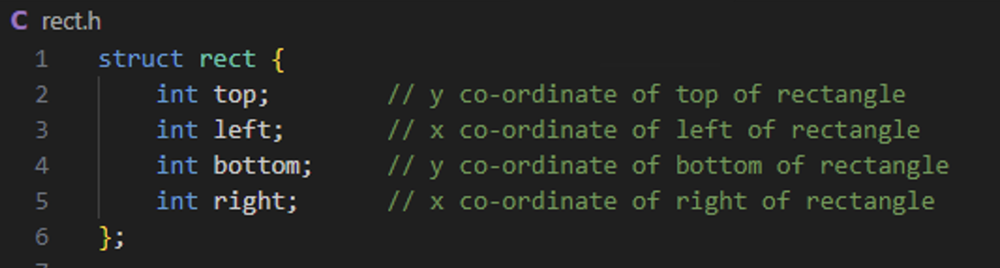 C rect.h
1 struct rect {
2 int top; // y co-ordinate of top of rectangle
3 int left; // x co-ordinate of left of rectangle
4 int bottom; // y co-ordinate of bottom of rectangle
5 int right; // x co-ordinate of right of rectangle
6 };